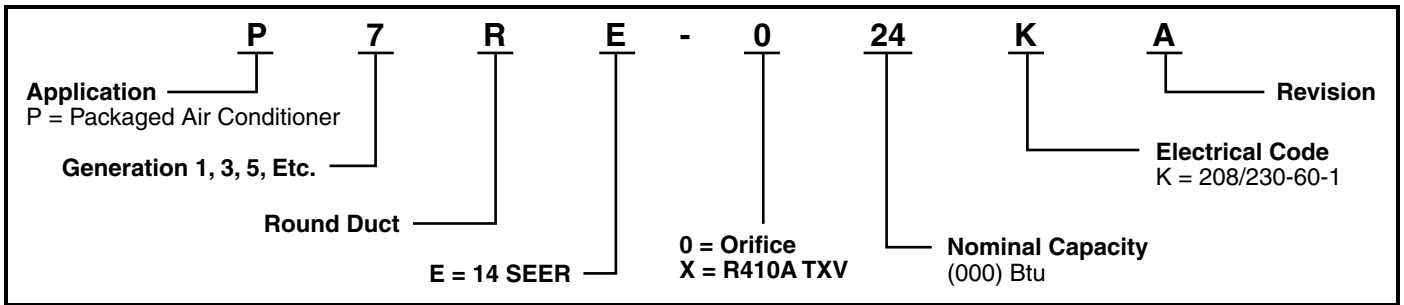 P 7 R E - 0 24 K A
Application
P = Packaged Air Conditioner
Generation 1, 3, 5, Etc.
Round Duct
E = 14 SEER
0 = Orifice
X = R410A TXV
Nominal Capacity
(000) Btu
Electrical Code
K = 208/230-60-1
Revision